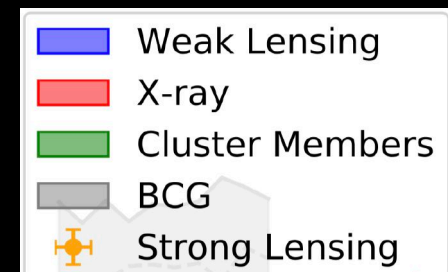 Weak Lensing
X-ray
Cluster Members
BCG
Strong Lensing